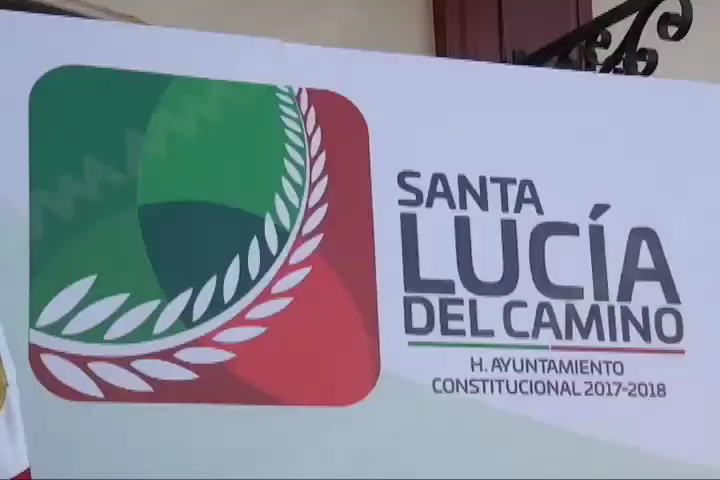 SANTA
LUCÍA
DEL CAMINO
H. AYUNTAMIENTO
CONSTITUCIONAL 2017-2018